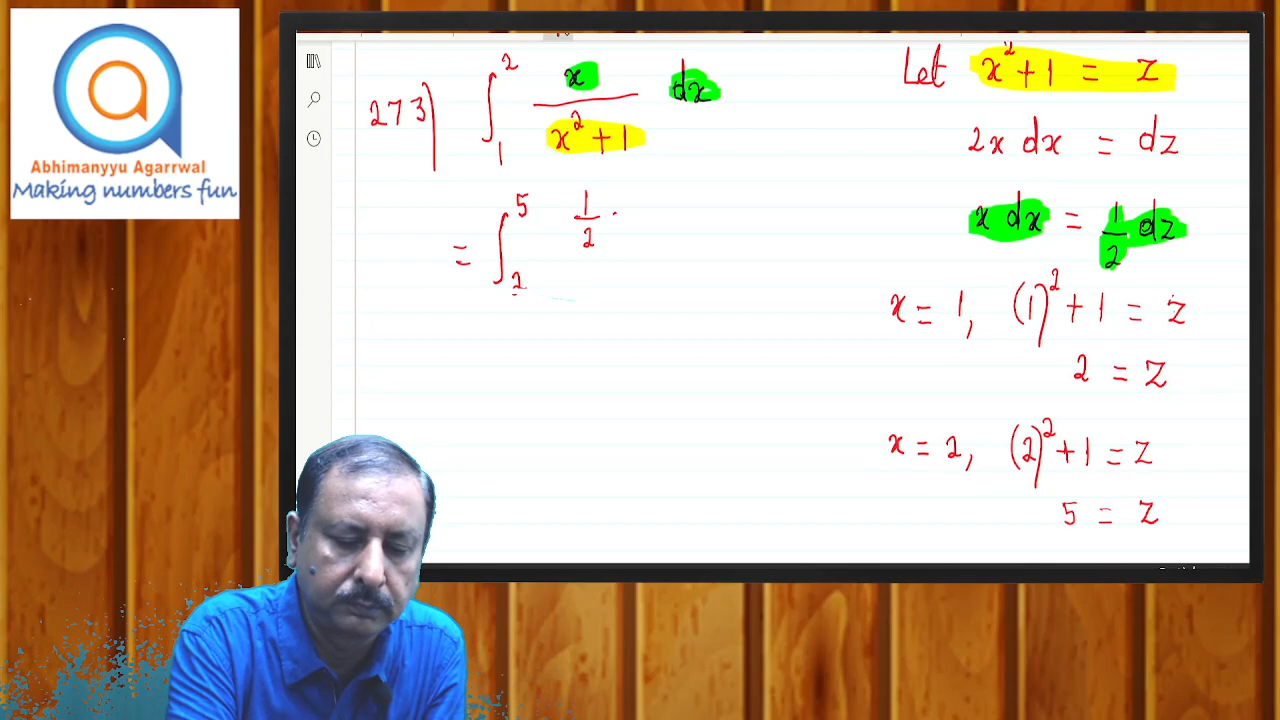 Abhimanyyu Agarrwal
Making numbers fun
273) ∫₁² x / (x² + 1) dx
= ∫₂⁵ 1/2 ·
Let x² + 1 = z
2x dx = dz
x dx = 1/2 dz
x = 1, (1)² + 1 = z
2 = z
x = 2, (2)² + 1 = z
5 = z